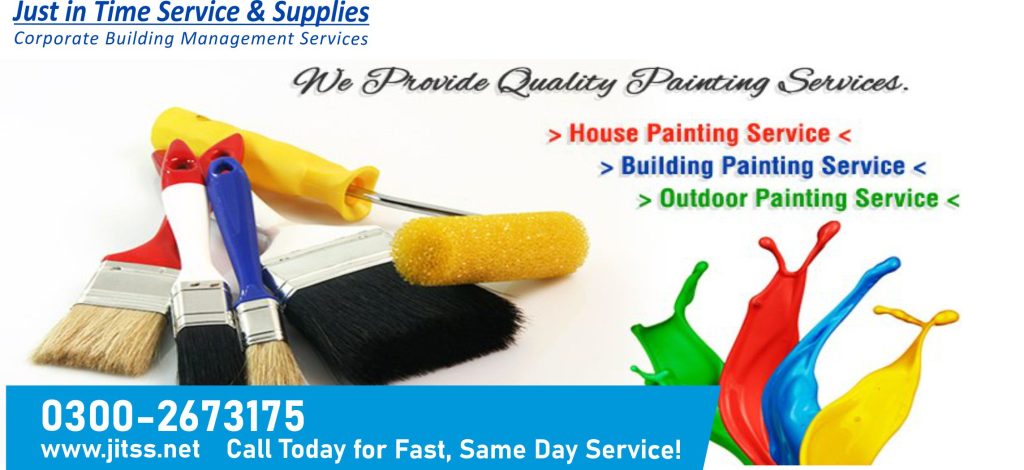 Just in Time Service & Supplies
Corporate Building Management Services
We Provide Quality Painting Services.
> House Painting Service <
> Building Painting Service <
> Outdoor Painting Service <
0300-2673175
www.jitss.net Call Today for Fast, Same Day Service!